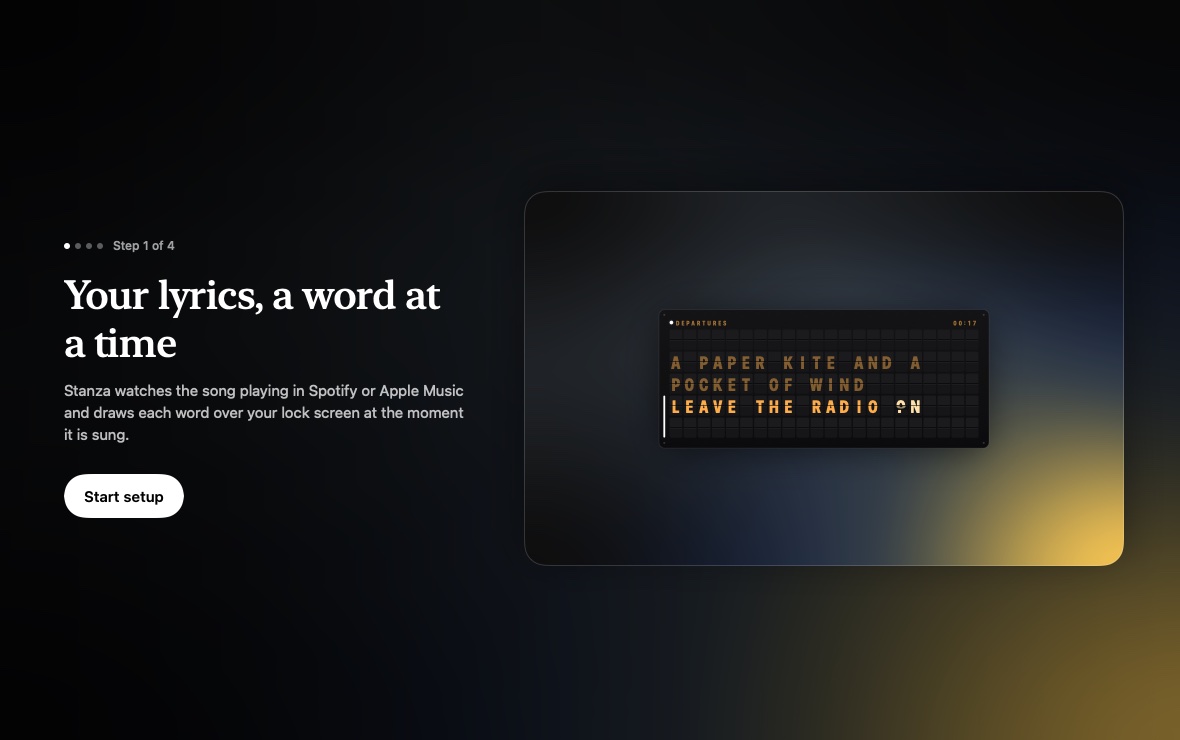 Step 1 of 4
Your lyrics, a word at
a time
Stanza watches the song playing in Spotify or Apple Music
and draws each word over your lock screen at the moment
it is sung.
Start setup
DEPARTURES 00:17
A PAPER KITE AND A
POCKET OF WIND
LEAVE THE RADIO ON